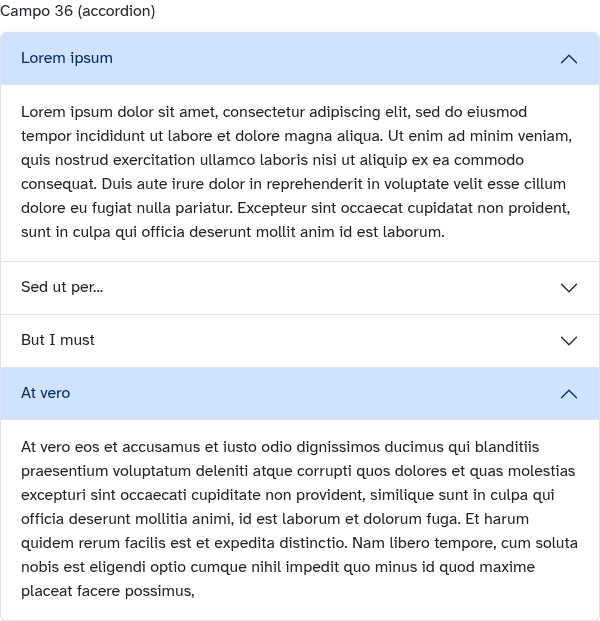 Campo 36 (accordion)
Lorem ipsum
Lorem ipsum dolor sit amet, consectetur adipiscing elit, sed do eiusmod
tempor incididunt ut labore et dolore magna aliqua. Ut enim ad minim veniam,
quis nostrud exercitation ullamco laboris nisi ut aliquip ex ea commodo
consequat. Duis aute irure dolor in reprehenderit in voluptate velit esse cillum
dolore eu fugiat nulla pariatur. Excepteur sint occaecat cupidatat non proident,
sunt in culpa qui officia deserunt mollit anim id est laborum.
Sed ut per...
But I must
At vero
At vero eos et accusamus et iusto odio dignissimos ducimus qui blanditiis
praesentium voluptatum deleniti atque corrupti quos dolores et quas molestias
excepturi sint occaecati cupiditate non provident, similique sunt in culpa qui
officia deserunt mollitia animi, id est laborum et dolorum fuga. Et harum
quidem rerum facilis est et expedita distinctio. Nam libero tempore, cum soluta
nobis est eligendi optio cumque nihil impedit quo minus id quod maxime
placeat facere possimus,